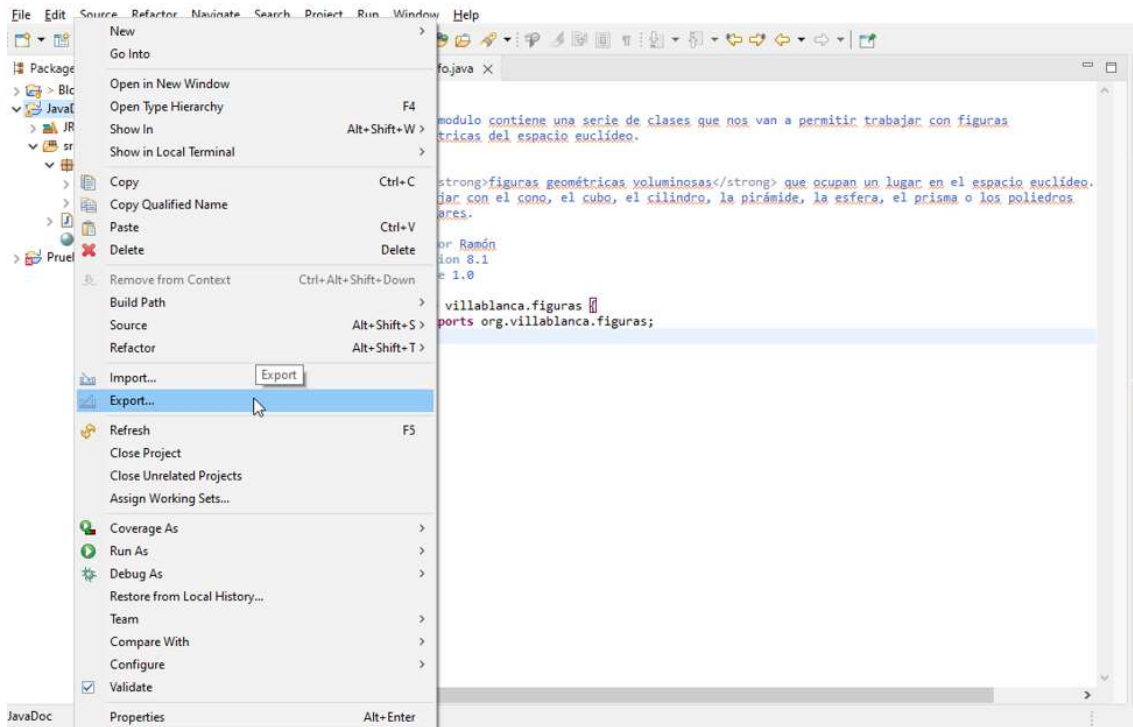 File Edit Source Refactor Navigate Search Project Run Window Help
Package
fo.java
> Blo
JavaD
JR
sr
Prue
New
Go Into
Open in New Window
Open Type Hierarchy F4
Show In Alt+Shift+W >
Show in Local Terminal
Copy Ctrl+C
Copy Qualified Name
Paste Ctrl+V
Delete Delete
Remove from Context Ctrl+Alt+Shift+Down
Build Path
Source Alt+Shift+S >
Refactor Alt+Shift+T >
Import...
Export...
Export
Refresh F5
Close Project
Close Unrelated Projects
Assign Working Sets...
Coverage As
Run As
Debug As
Restore from Local History...
Team
Compare With
Configure
Validate
Properties Alt+Enter
modulo contiene una serie de clases que nos van a permitir trabajar con figuras
tricas del espacio euclídeo.
strong>figuras geométricas voluminosas</strong> que ocupan un lugar en el espacio euclídeo.
jar con el cono, el cubo, el cilindro, la pirámide, la esfera, el prisma o los poliedros
ares.
or Ramón
ion 8.1
e 1.0
villablanca.figuras {
ports org.villablanca.figuras;
JavaDoc